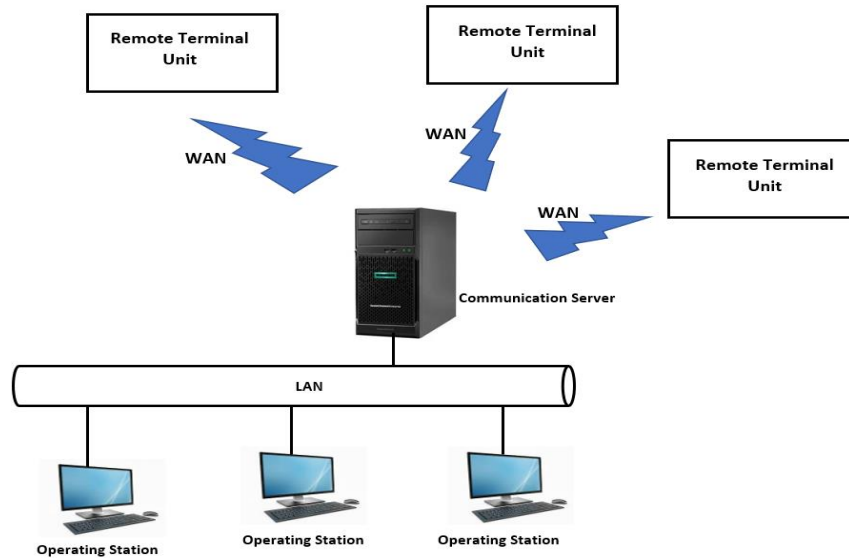 Remote Terminal
Unit
Remote Terminal
Unit
WAN
WAN
Remote Terminal
Unit
WAN
Communication Server
LAN
Operating Station
Operating Station
Operating Station